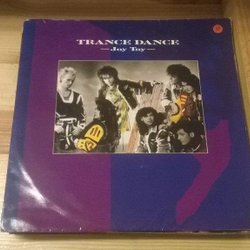 TRANCE DANCE
— Joy Toy —